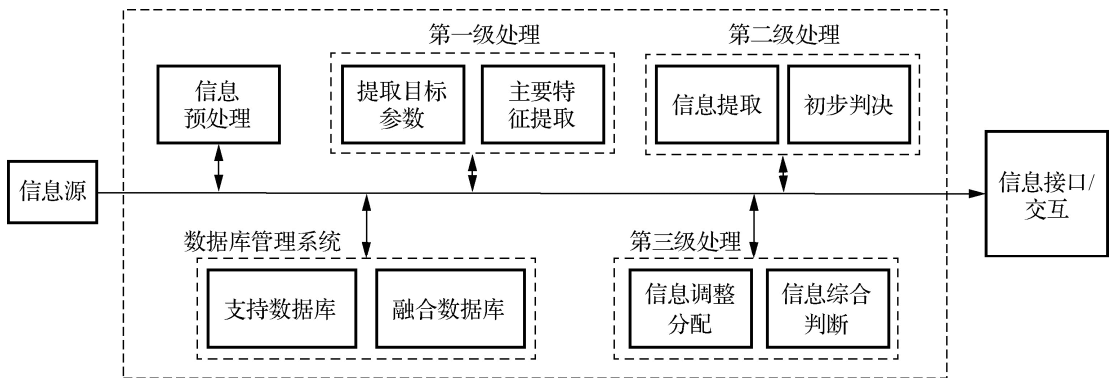 第一级处理
第二级处理
信息
预处理
提取目标
参数
主要特
征提取
信息提取
初步判决
信息源
信息接口/
交互
数据库管理系统
第三级处理
支持数据库
融合数据库
信息调整
分配
信息综合
判断